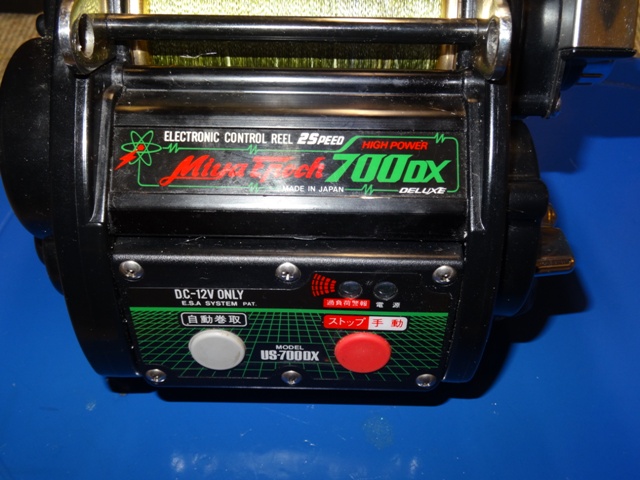 ELECTRONIC CONTROL REEL 2SPEED
HIGH POWER
Miya Epoch 700DX
MADE IN JAPAN
DELUXE
D.C-12V ONLY
E.S.A SYSTEM PAT.
過負荷警報 電源
自動巻取
ストップ 手動
MODEL
US-700DX